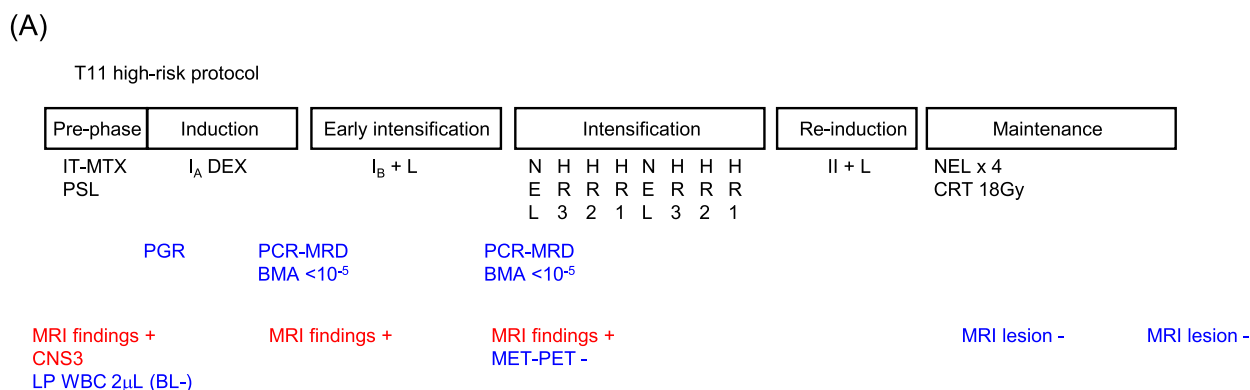 (A)
T11 high-risk protocol
Pre-phase Induction Early intensification Intensification Re-induction Maintenance
IT-MTX I_A DEX I_B + L N H H H N H H H II + L NEL x 4
PSL E R R R E R R R CRT 18Gy
L 3 2 1 L 3 2 1
PGR PCR-MRD PCR-MRD
BMA <10⁻⁵ BMA <10⁻⁵
MRI findings + MRI findings + MRI findings + MRI lesion - MRI lesion -
CNS3 MET-PET -
LP WBC 2μL (BL-)